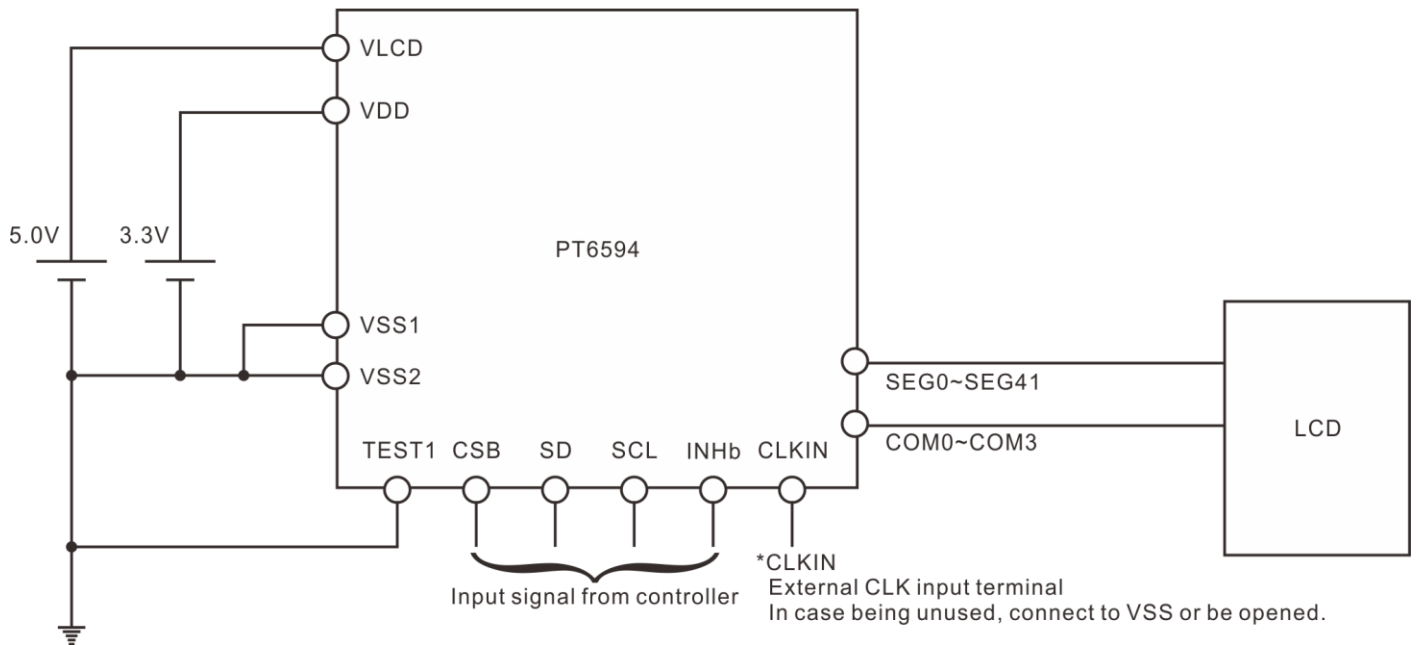 VLCD
VDD
5.0V
3.3V
PT6594
VSS1
VSS2
SEG0~SEG41
COM0~COM3
LCD
TEST1 CSB SD SCL INHb CLKIN
*CLKIN
External CLK input terminal
In case being unused, connect to VSS or be opened.
Input signal from controller